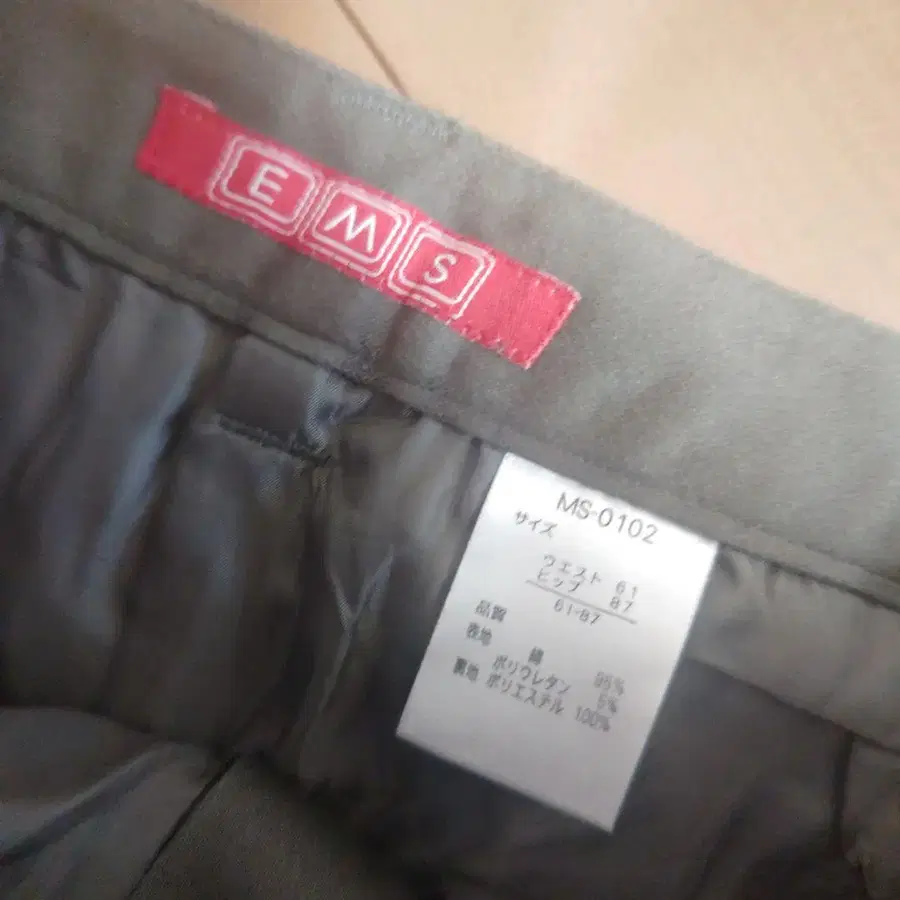 EMS
MS-0102
サイズ
ウエスト 61
ヒップ 87
61-87
品質
表地 綿 95%
ポリウレタン 5%
裏地 ポリエステル 100%